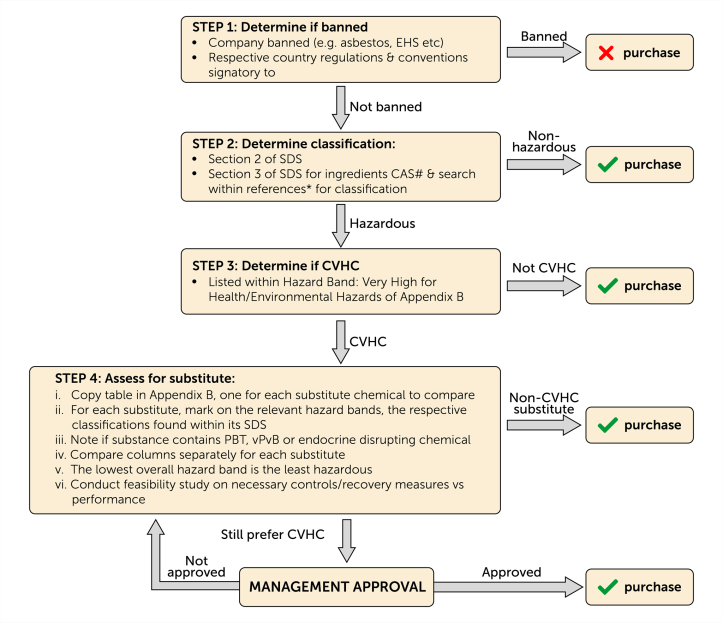 STEP 1: Determine if banned
• Company banned (e.g. asbestos, EHS etc)
• Respective country regulations & conventions
signatory to
Banned
purchase
Not banned
STEP 2: Determine classification:
• Section 2 of SDS
• Section 3 of SDS for ingredients CAS# & search
within references* for classification
Non-
hazardous
purchase
Hazardous
STEP 3: Determine if CVHC
• Listed within Hazard Band: Very High for
Health/Environmental Hazards of Appendix B
Not CVHC
purchase
CVHC
STEP 4: Assess for substitute:
i. Copy table in Appendix B, one for each substitute chemical to compare
ii. For each substitute, mark on the relevant hazard bands, the respective
classifications found within its SDS
iii. Note if substance contains PBT, vPvB or endocrine disrupting chemical
iv. Compare columns separately for each substitute
v. The lowest overall hazard band is the least hazardous
vi. Conduct feasibility study on necessary controls/recovery measures vs
performance
Non-CVHC
substitute
purchase
Still prefer CVHC
Not
approved
MANAGEMENT APPROVAL
Approved
purchase